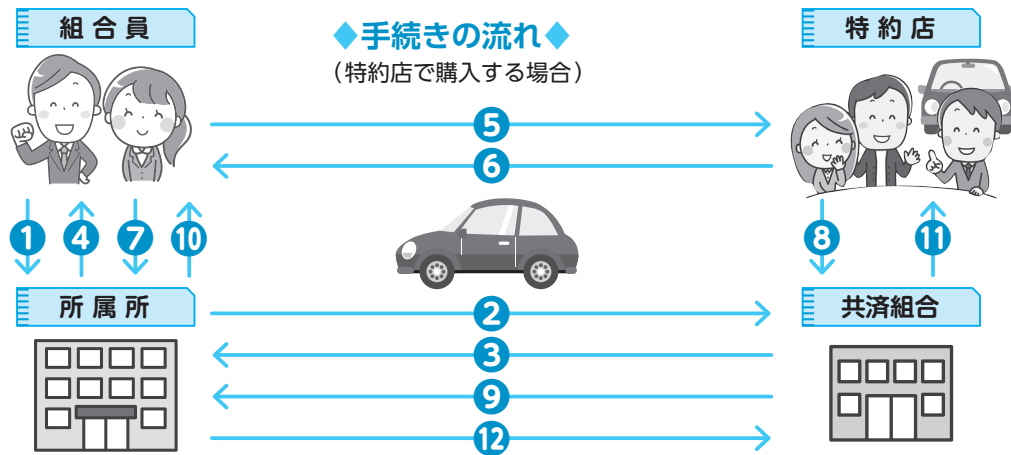 組合員
◆手続きの流れ◆
（特約店で購入する場合）
特約店
5
6
1 4 7 10
8 11
所属所
共済組合
2
3
9
12